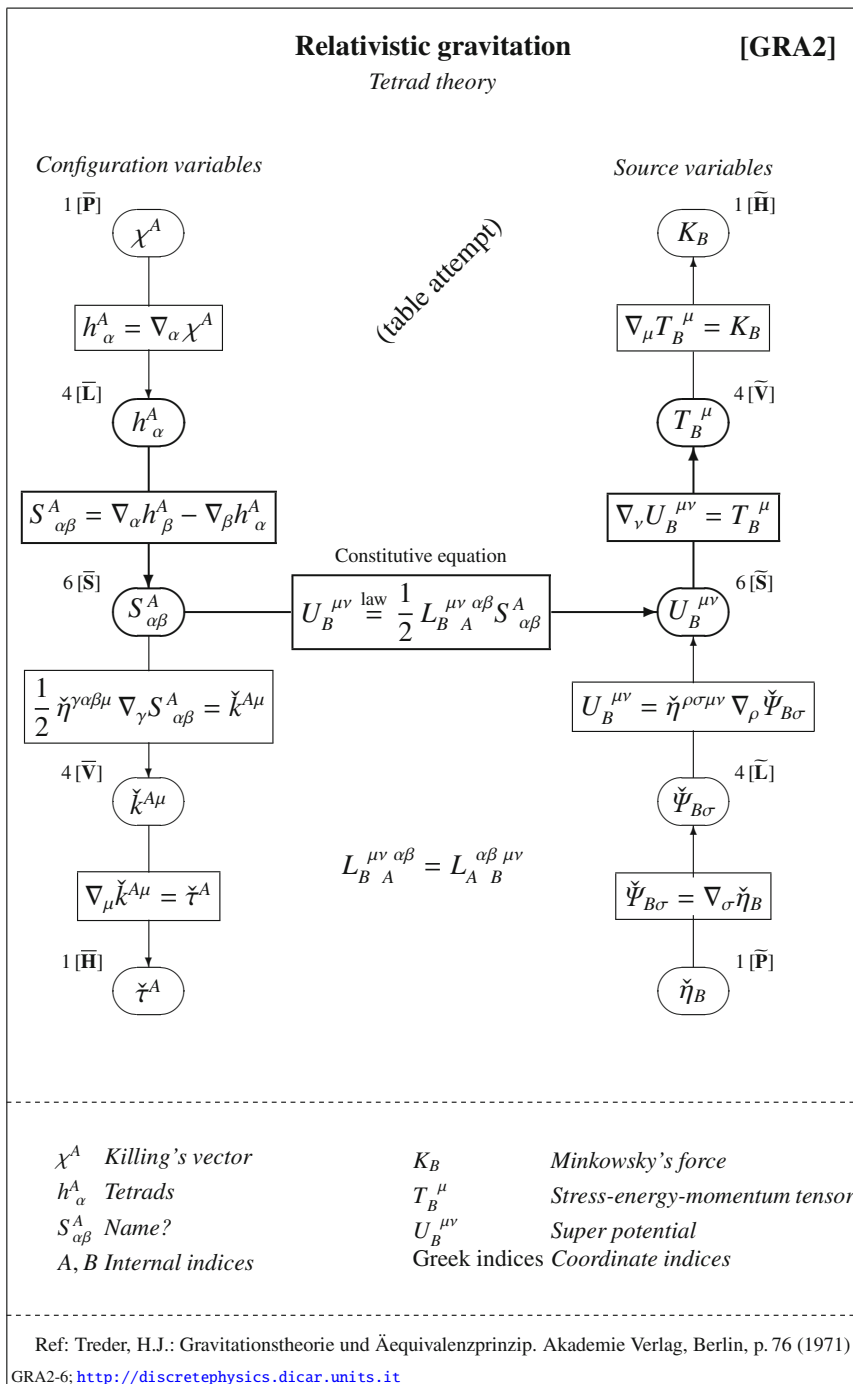 Relativistic gravitation [GRA2]
Tetrad theory
Configuration variables Source variables
1 [P̅] 1 [H̃]
χ^A K_B
(table attempt)
h^A_α = ∇_α χ^A ∇_μ T_B^μ = K_B
4 [L̅] 4 [Ṽ]
h^A_α T_B^μ
S^A_αβ = ∇_α h^A_β − ∇_β h^A_α ∇_ν U_B^μν = T_B^μ
Constitutive equation
6 [S̅] 6 [S̃]
S^A_αβ U_B^μν law= 1/2 L_B^μν_A^αβ S^A_αβ U_B^μν
1/2 η̌^γαβμ ∇_γ S^A_αβ = ǩ^Aμ U_B^μν = η̌^ρσμν ∇_ρ Ψ̌_Bσ
4 [V̅] 4 [L̃]
ǩ^Aμ Ψ̌_Bσ
L_B^μν_A^αβ = L_A^αβ_B^μν
∇_μ ǩ^Aμ = τ̌^A Ψ̌_Bσ = ∇_σ η̌_B
1 [H̅] 1 [P̃]
τ̌^A η̌_B
χ^A Killing's vector K_B Minkowsky's force
h^A_α Tetrads T_B^μ Stress-energy-momentum tensor
S^A_αβ Name? U_B^μν Super potential
A, B Internal indices Greek indices Coordinate indices
Ref: Treder, H.J.: Gravitationstheorie und Äequivalenzprinzip. Akademie Verlag, Berlin, p. 76 (1971)
GRA2-6; http://discretephysics.dicar.units.it